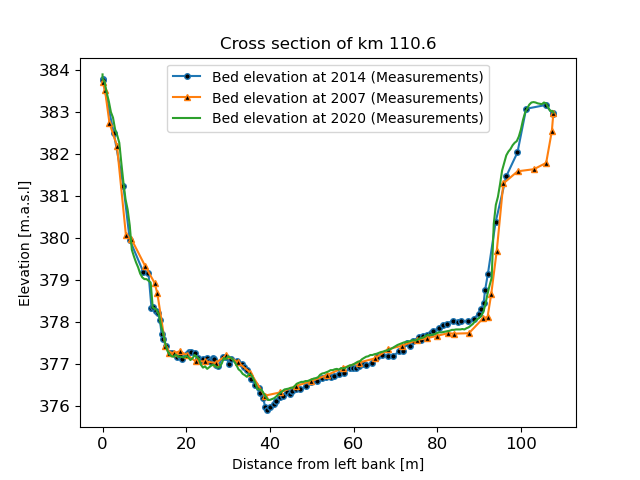 Cross section of km 110.6
Bed elevation at 2014 (Measurements)
Bed elevation at 2007 (Measurements)
Bed elevation at 2020 (Measurements)
Elevation [m.a.s.l]
384
383
382
381
380
379
378
377
376
0 20 40 60 80 100
Distance from left bank [m]